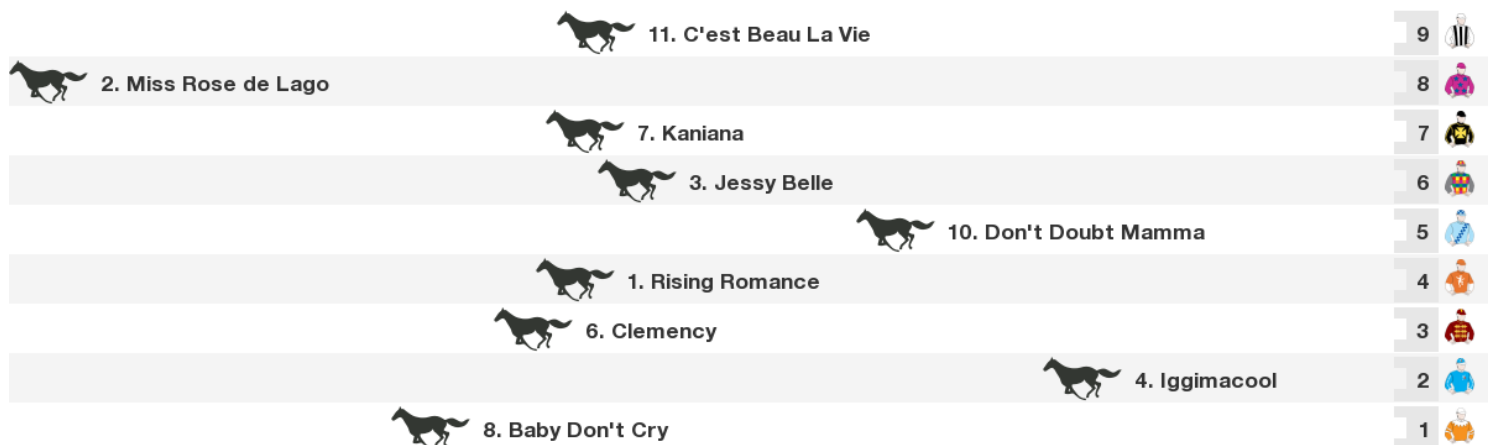 11. C'est Beau La Vie 9
2. Miss Rose de Lago 8
7. Kaniana 7
3. Jessy Belle 6
10. Don't Doubt Mamma 5
1. Rising Romance 4
6. Clemency 3
4. Iggimacool 2
8. Baby Don't Cry 1